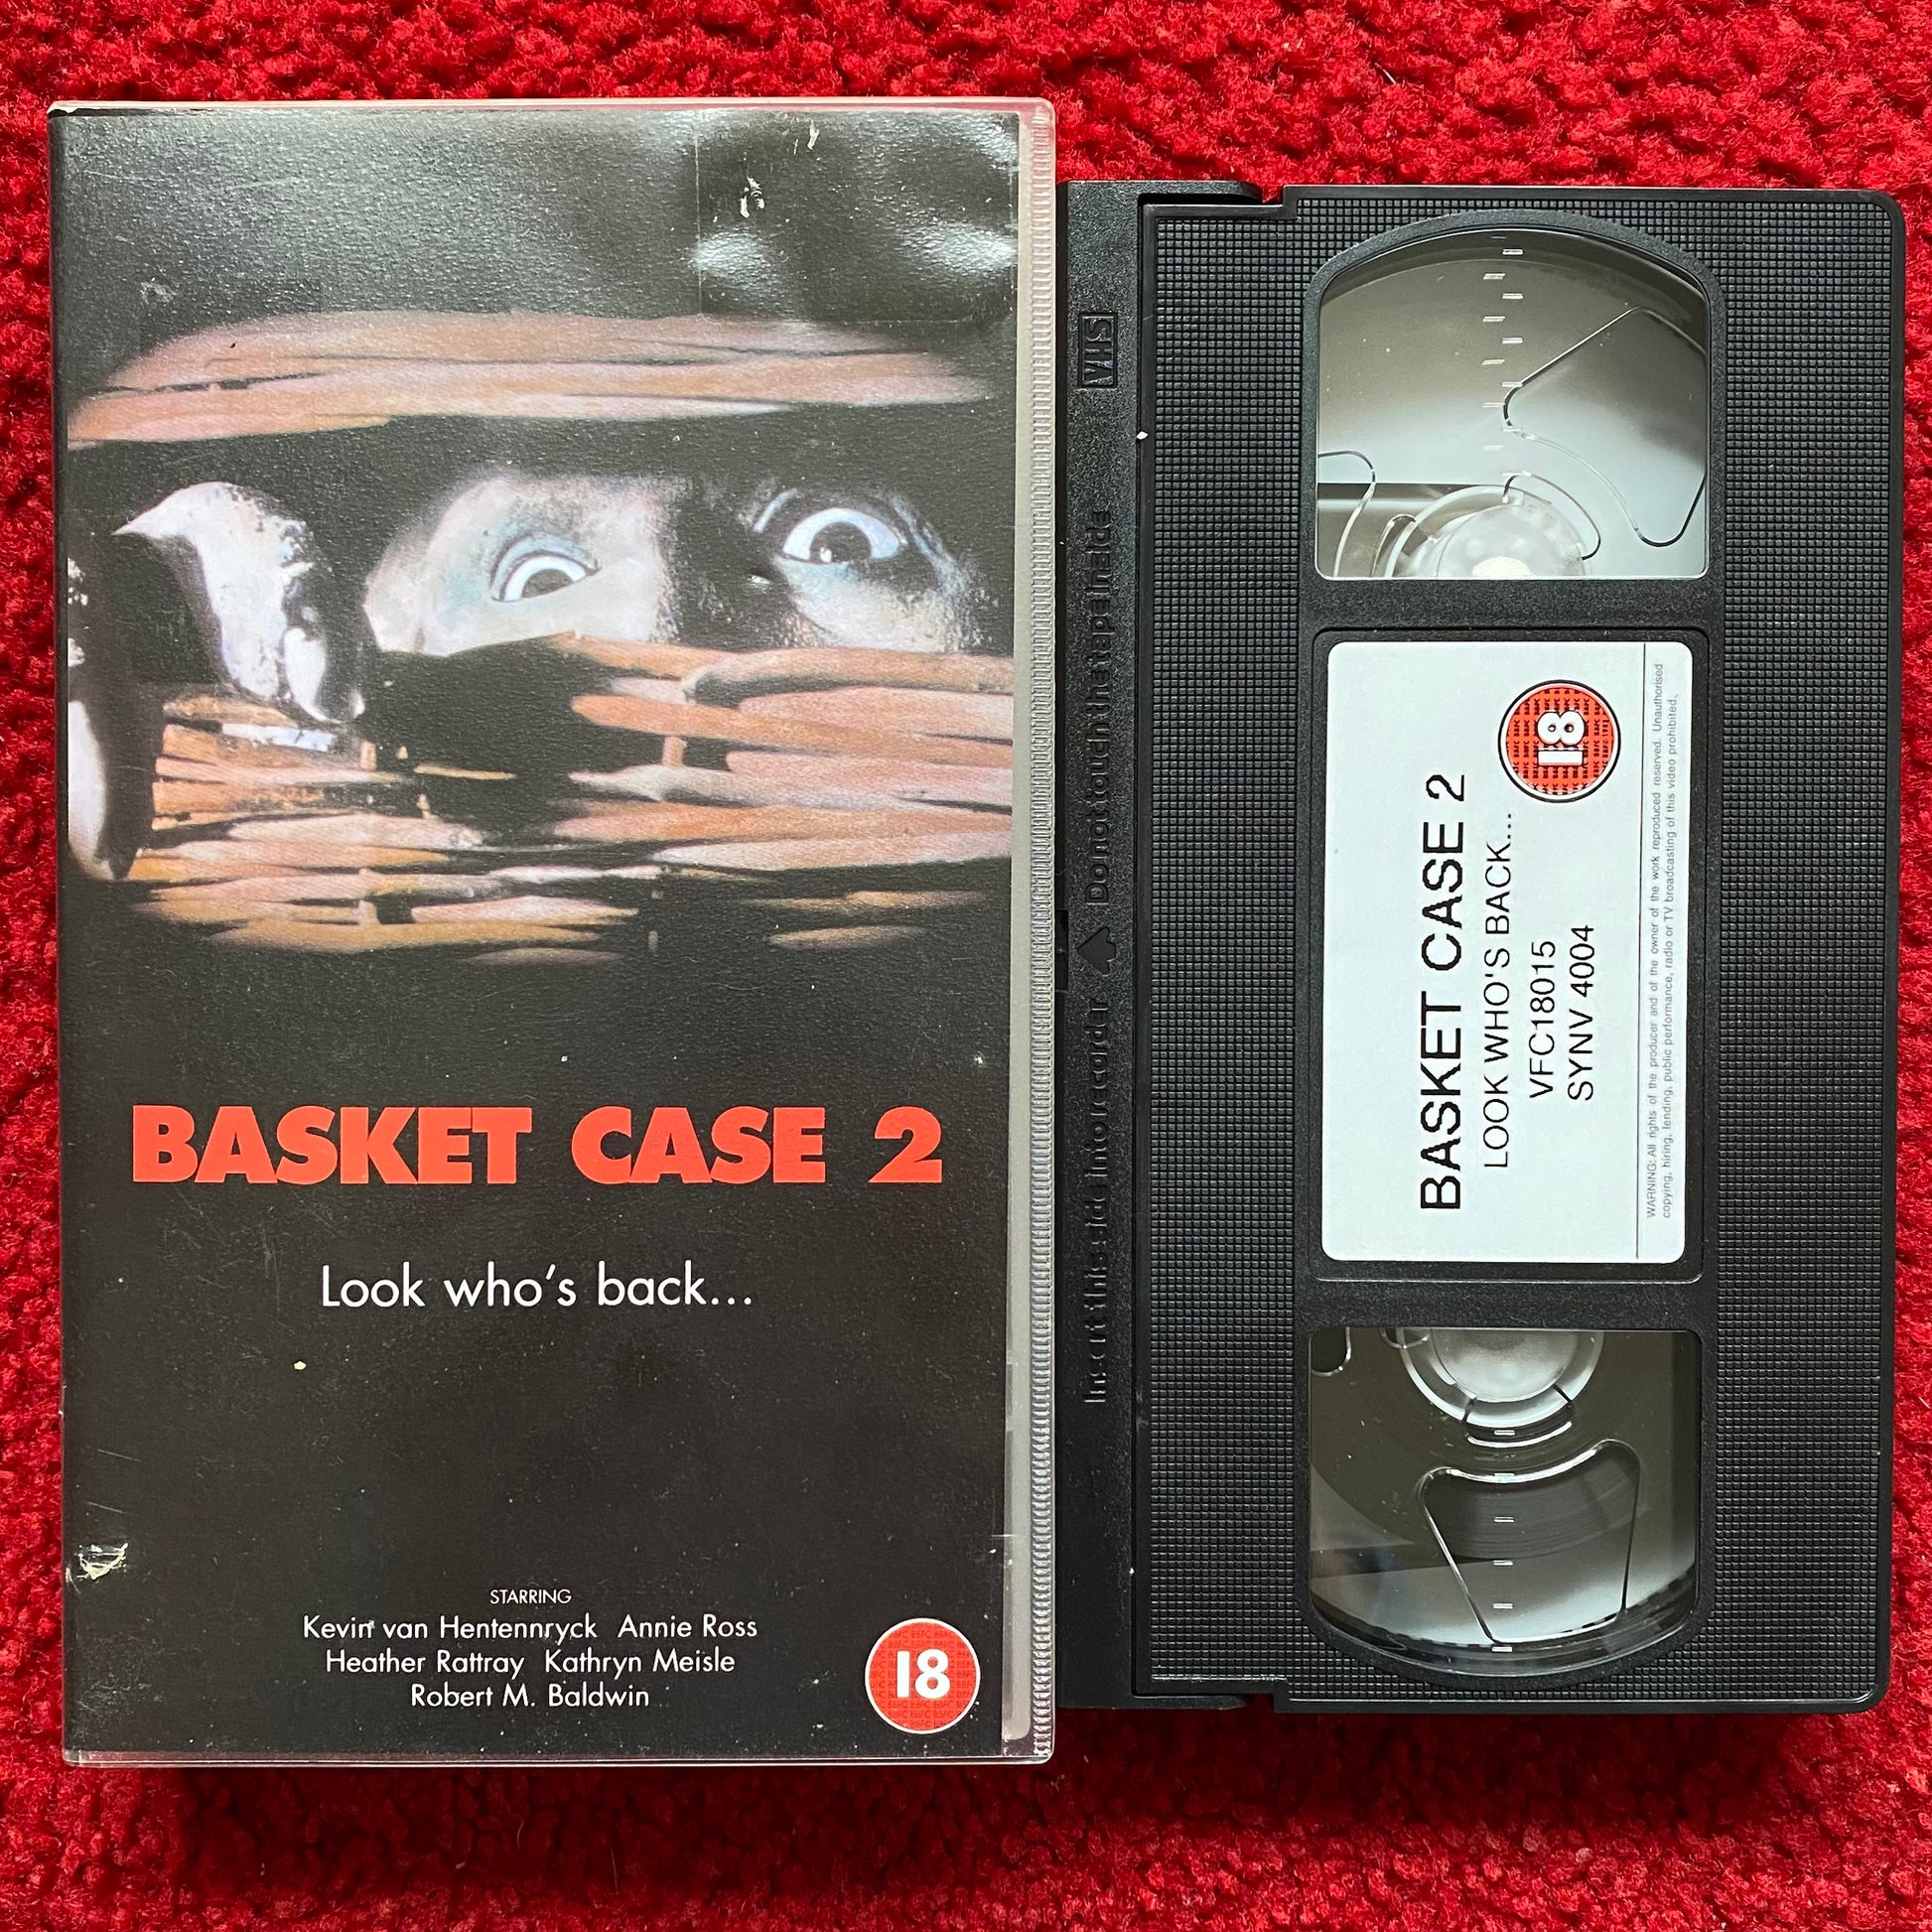 BASKET CASE 2
Look who's back...
STARRING
Kevin van Hentennryck Annie Ross
Heather Rattray Kathryn Meisle
Robert M. Baldwin
18
VHS
Insert this side into recorder Do not touch the tape inside
BASKET CASE 2
LOOK WHO'S BACK...
VFC18015
SYNV 4004
18
WARNING: All rights of the producer and of the owner of the work reproduced reserved. Unauthorised
copying, hiring, lending, public performance, radio or TV broadcasting of this video prohibited.